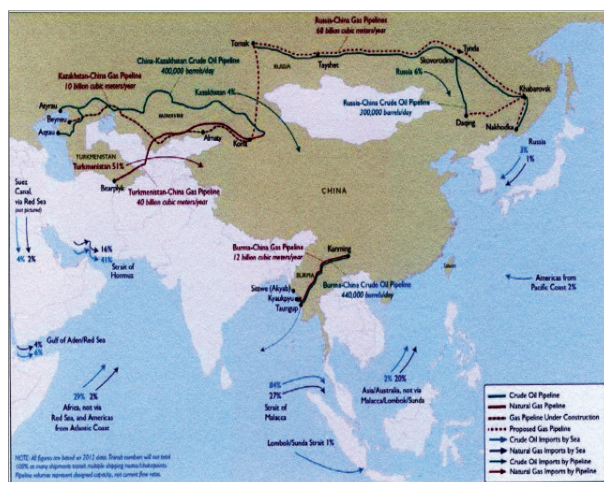 Russia-China Gas Pipelines
68 billion cubic meters/year
Tomsk
RUSSIA
Tayshet
Skovorodino
Tynda
China-Kazakhstan Crude Oil Pipeline
400,000 barrels/day
Russia 6%
Khabarovsk
Kazakhstan-China Gas Pipeline
10 billion cubic meters/year
Kazakhstan 4%
Russia-China Crude Oil Pipeline
300,000 barrels/day
Atyrau
Beyneu
Aqtau
Daqing
Nakhodka
Almaty
TURKMENISTAN
Turkmenistan 51%
Russia
3%
1%
CHINA
Turkmenistan-China Gas Pipeline
40 billion cubic meters/year
Suez
Canal,
via Red Sea
(not pictured)
4% 2%
16%
41%
Strait of
Hormuz
Burma-China Gas Pipeline
12 billion cubic meters/year
Kunming
BURMA
Sittwe (Akyab)
Kyaukpyu
Taungup
Burma-China Crude Oil Pipeline
440,000 barrels/day
Americas from
Pacific Coast 2%
Gulf of Aden/Red Sea
4%
6%
29% 2%
Africa, not via
Red Sea, and Americas
from Atlantic Coast
84%
27%
Strait of
Malacca
2% 20%
Asia/Australia, not via
Malacca/Lombok/Sunda
Lombok/Sunda Strait 1%
Crude Oil Pipeline
Natural Gas Pipeline
Gas Pipeline Under Construction
Proposed Gas Pipeline
Crude Oil Imports by Sea
Natural Gas Imports by Sea
Crude Oil Imports by Pipeline
Natural Gas Imports by Pipeline
NOTE: All figures are based on 2012 data. Transit numbers will not total
100% as many shipments transit multiple shipping routes/chokepoints.
Pipeline volumes represent designed capacity, not current flow rates.